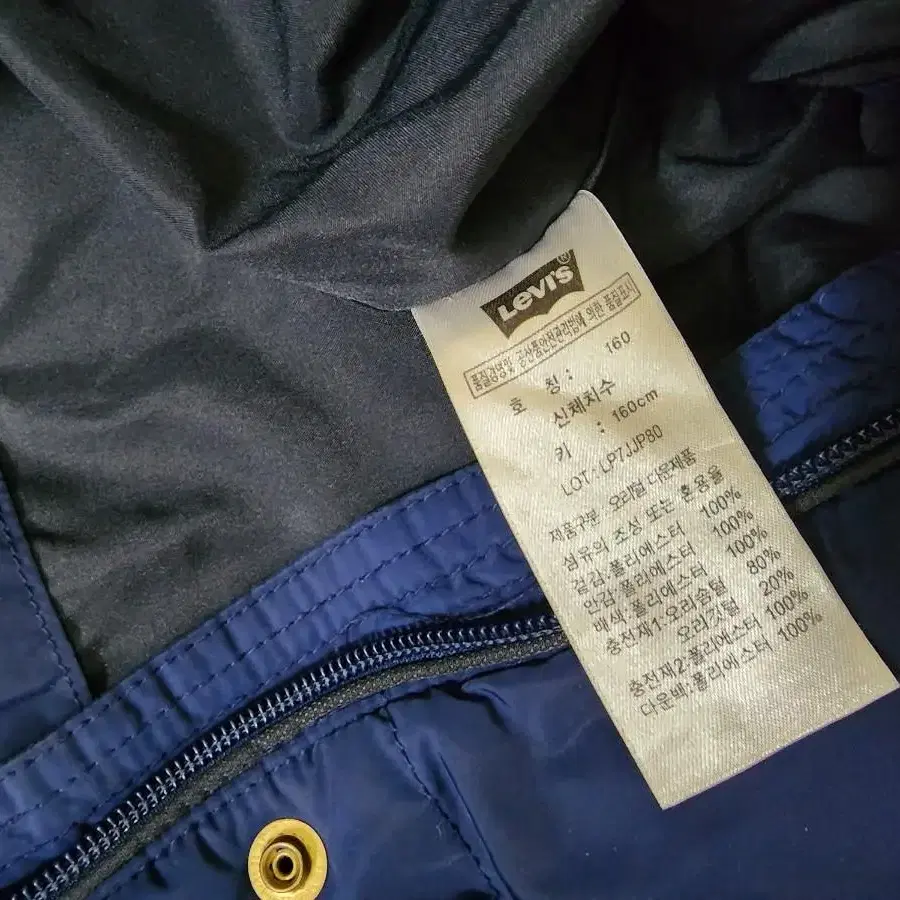 LEVI'S®
품질경영및 공산품안전관리법에 의한 품질표시
호 칭 : 160
신체치수
키 : 160cm
LOT: LP7JJP80
제품구분 오리털 다운제품
섬유의 조성 또는 혼용율
겉감:폴리에스터 100%
안감:폴리에스터 100%
배색:폴리에스터 100%
충전재1:오리솜털 80%
오리깃털 20%
충전재2:폴리에스터 100%
다운백:폴리에스터 100%